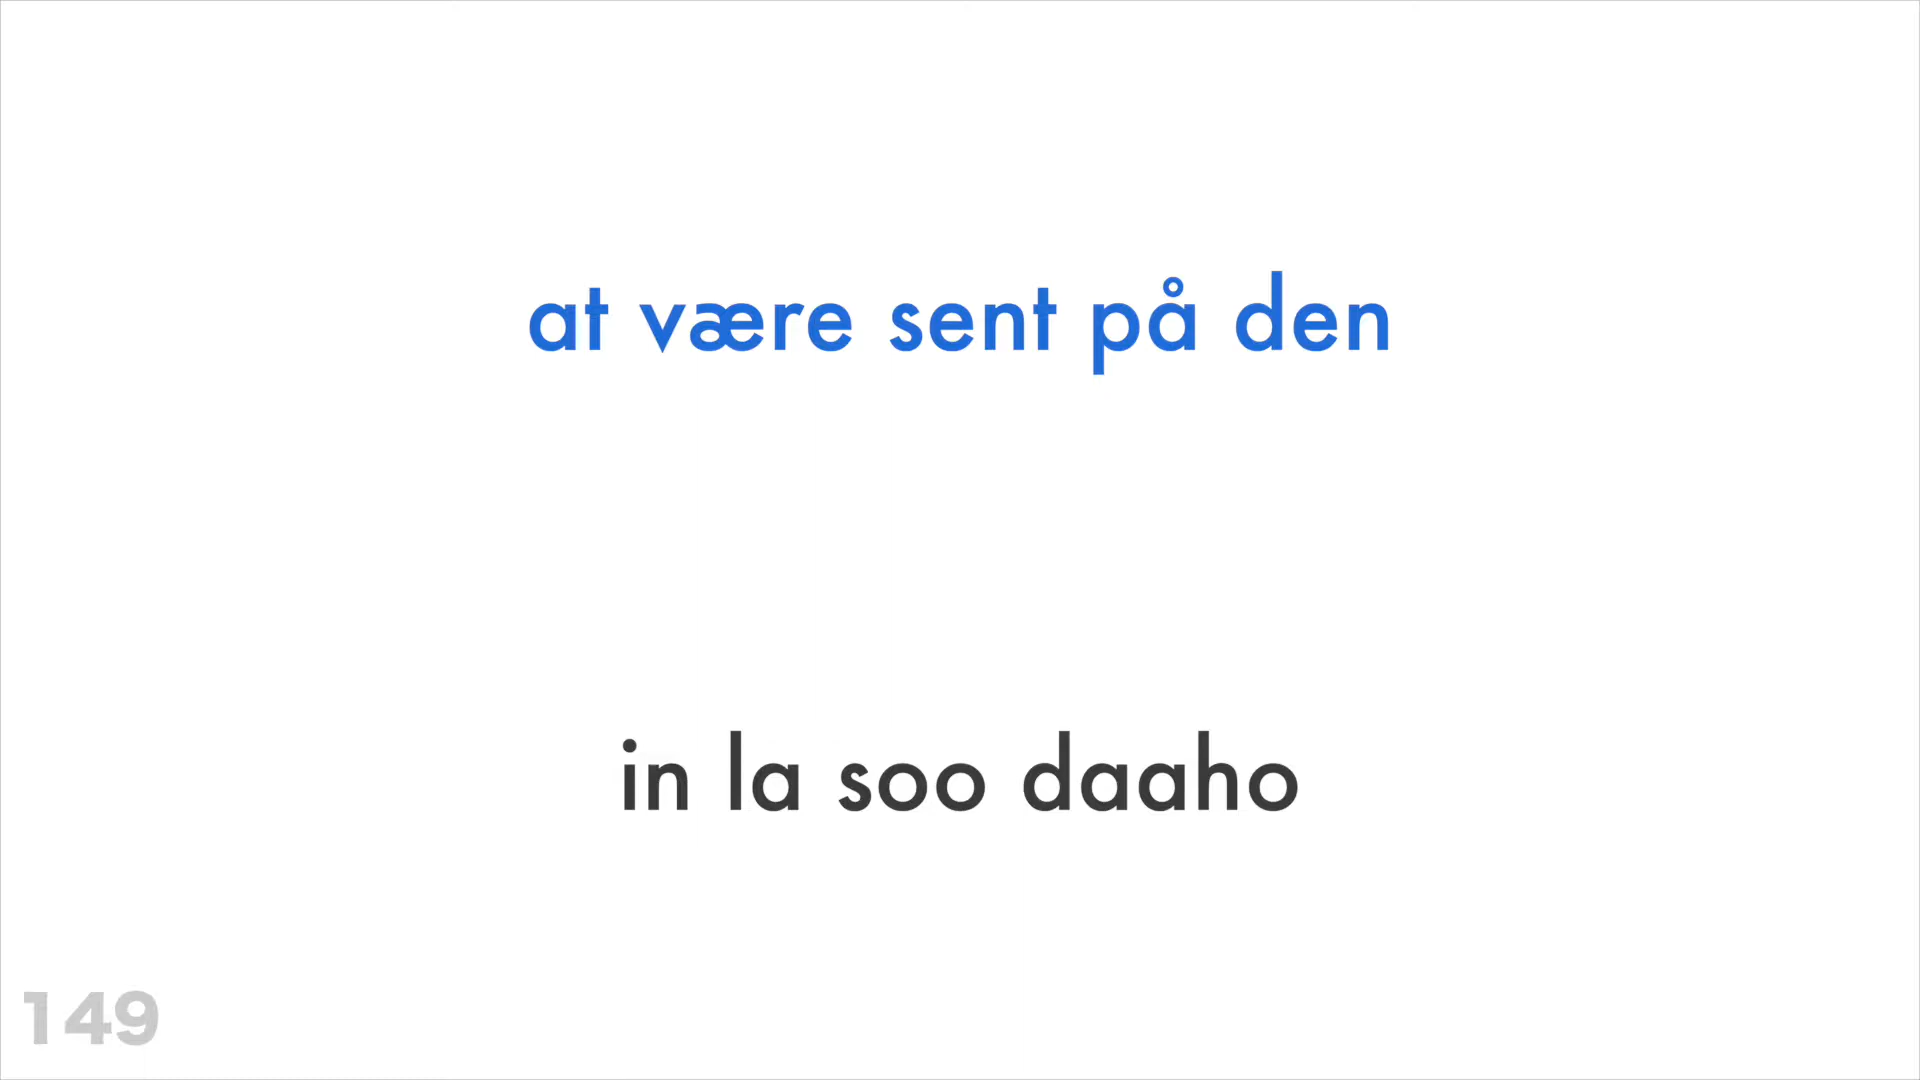 at være sent på den
in la soo daaho
149